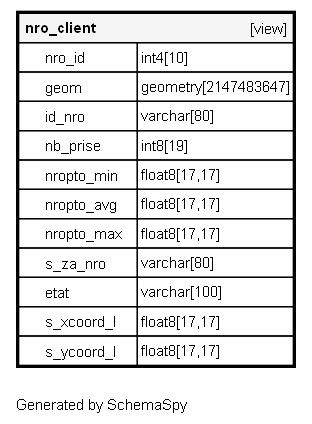 nro_client [view]
nro_id int4[10]
geom geometry[2147483647]
id_nro varchar[80]
nb_prise int8[19]
nropto_min float8[17,17]
nropto_avg float8[17,17]
nropto_max float8[17,17]
s_za_nro varchar[80]
etat varchar[100]
s_xcoord_l float8[17,17]
s_ycoord_l float8[17,17]
Generated by SchemaSpy